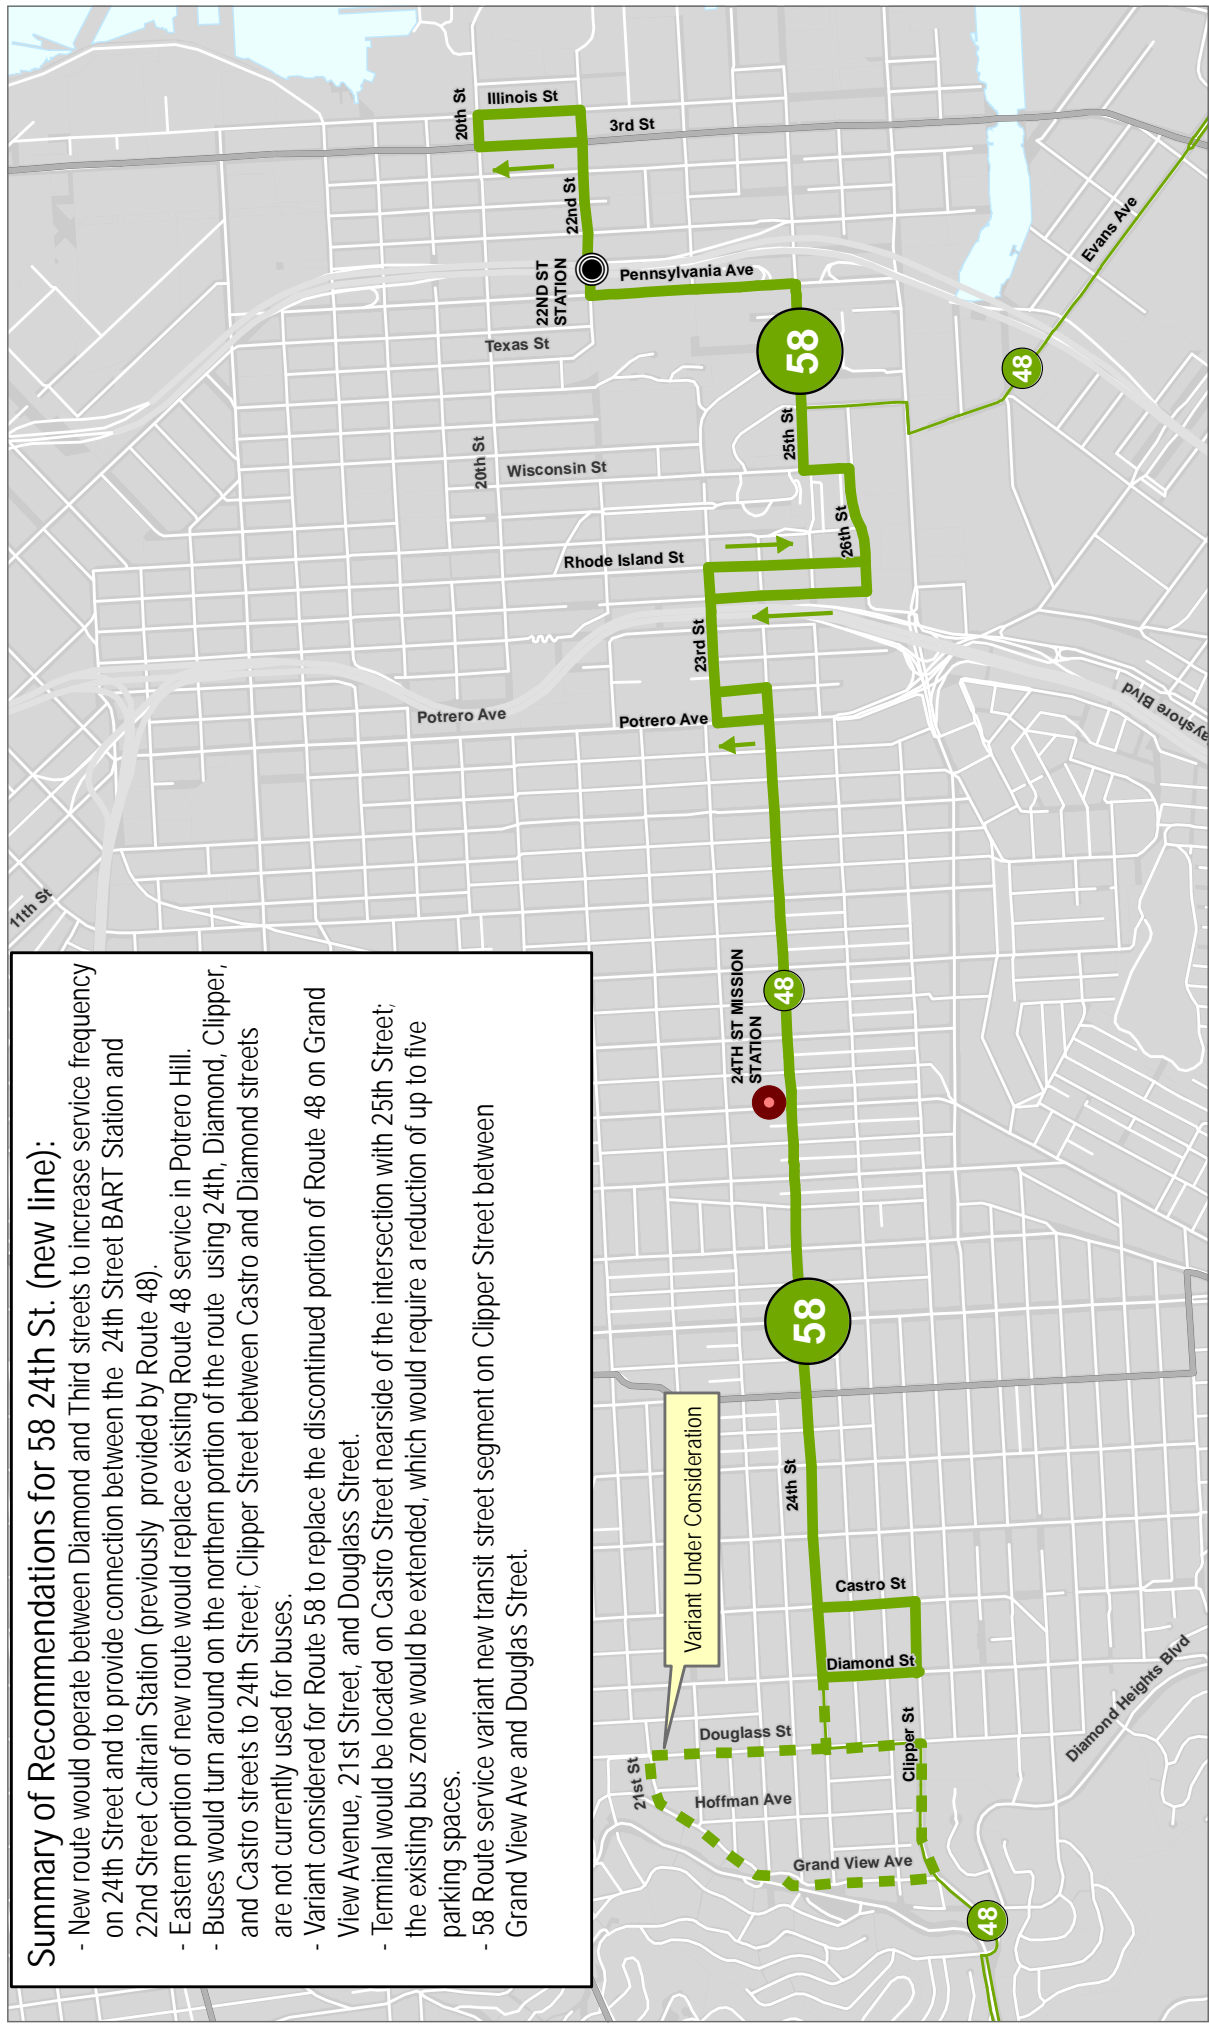 Summary of Recommendations for 58 24th St. (new line):
- New route would operate between Diamond and Third streets to increase service frequency
on 24th Street and to provide connection between the 24th Street BART Station and
22nd Street Caltrain Station (previously provided by Route 48).
- Eastern portion of new route would replace existing Route 48 service in Potrero Hill.
- Buses would turn around on the northern portion of the route using 24th, Diamond, Clipper,
and Castro streets to 24th Street; Clipper Street between Castro and Diamond streets
are not currently used for buses.
- Variant considered for Route 58 to replace the discontinued portion of Route 48 on Grand
View Avenue, 21st Street, and Douglass Street.
- Terminal would be located on Castro Street nearside of the intersection with 25th Street;
the existing bus zone would be extended, which would require a reduction of up to five
parking spaces.
- 58 Route service variant new transit street segment on Clipper Street between
Grand View Ave and Douglas Street.
Variant Under Consideration
21st St
Douglass St
Hoffman Ave
Grand View Ave
Clipper St
Diamond St
Castro St
Diamond Heights Blvd
48
24th St
58
24TH ST MISSION
STATION
48
11th St
Potrero Ave
Potrero Ave
23rd St
Rhode Island St
26th St
25th St
Wisconsin St
20th St
Texas St
58
22ND ST
STATION
Pennsylvania Ave
22nd St
20th St
Illinois St
3rd St
48
Evans Ave
ayshore Blvd